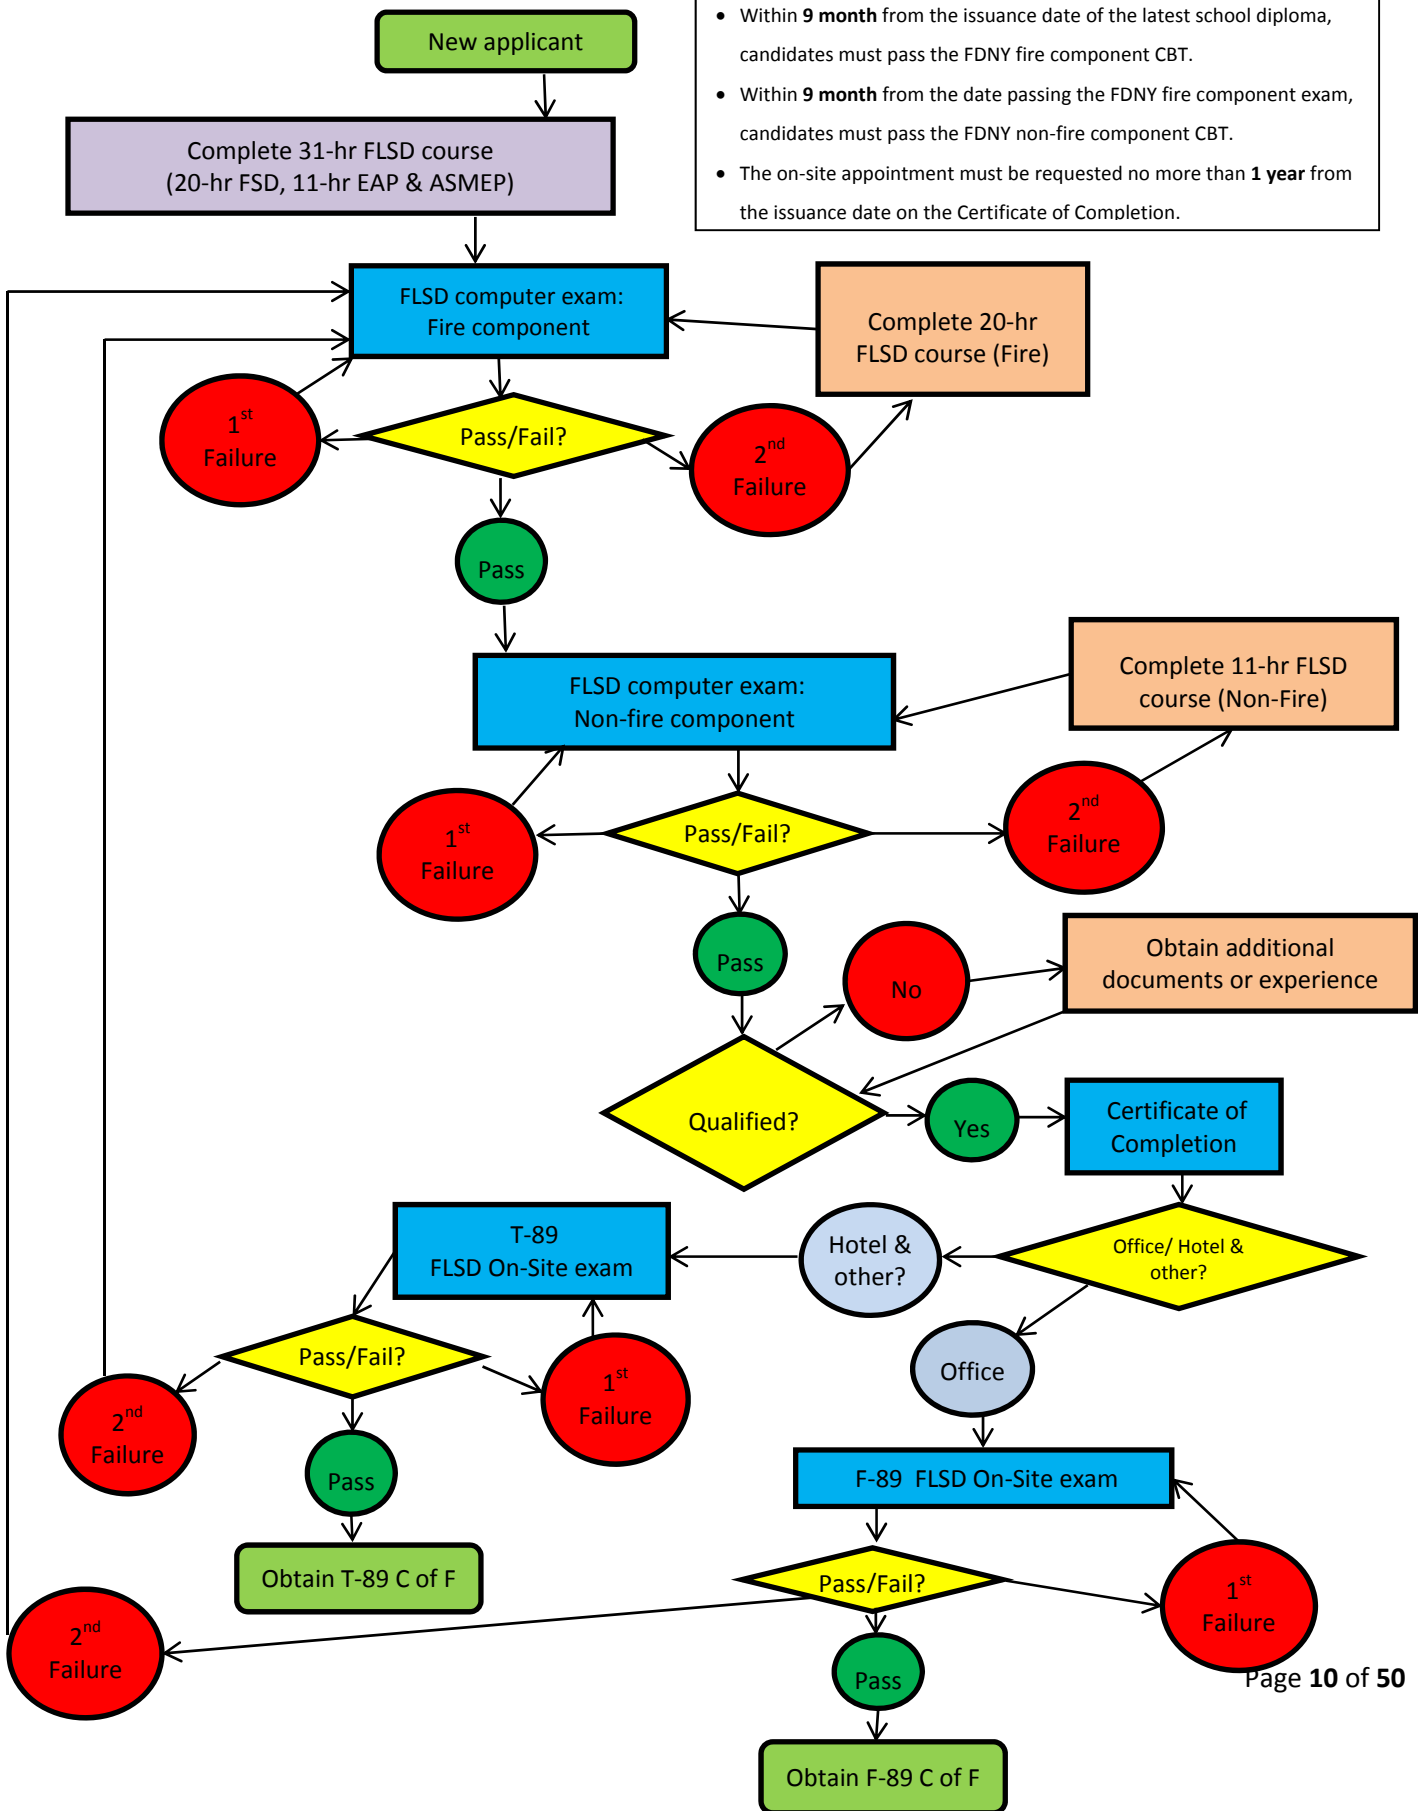 • Within 9 month from the issuance date of the latest school diploma,
candidates must pass the FDNY fire component CBT.
• Within 9 month from the date passing the FDNY fire component exam,
candidates must pass the FDNY non-fire component CBT.
• The on-site appointment must be requested no more than 1 year from
the issuance date on the Certificate of Completion.
New applicant
Complete 31-hr FLSD course
(20-hr FSD, 11-hr EAP & ASMEP)
FLSD computer exam:
Fire component
Complete 20-hr
FLSD course (Fire)
1st
Failure
Pass/Fail?
2nd
Failure
Pass
FLSD computer exam:
Non-fire component
Complete 11-hr FLSD
course (Non-Fire)
1st
Failure
Pass/Fail?
2nd
Failure
Pass
No
Obtain additional
documents or experience
Qualified?
Yes
Certificate of
Completion
T-89
FLSD On-Site exam
Hotel &
other?
Office/ Hotel &
other?
Pass/Fail?
1st
Failure
2nd
Failure
Office
Pass
F-89  FLSD On-Site exam
Obtain T-89 C of F
Pass/Fail?
1st
Failure
2nd
Failure
Pass
Page 10 of 50
Obtain F-89 C of F